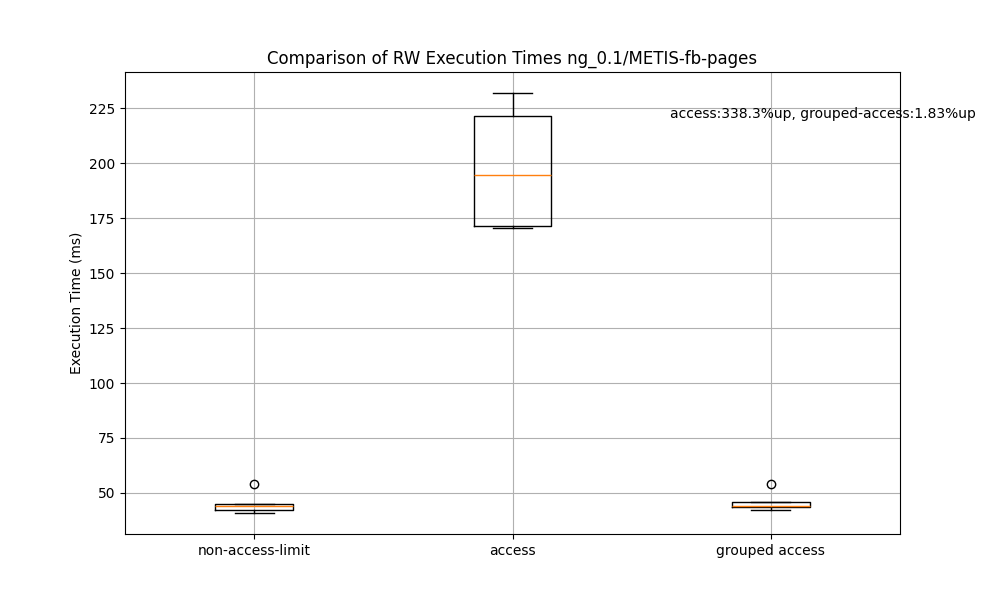 Comparison of RW Execution Times ng_0.1/METIS-fb-pages
access:338.3%up, grouped-access:1.83%up
225
200
175
150
125
100
75
50
Execution Time (ms)
non-access-limit
access
grouped access